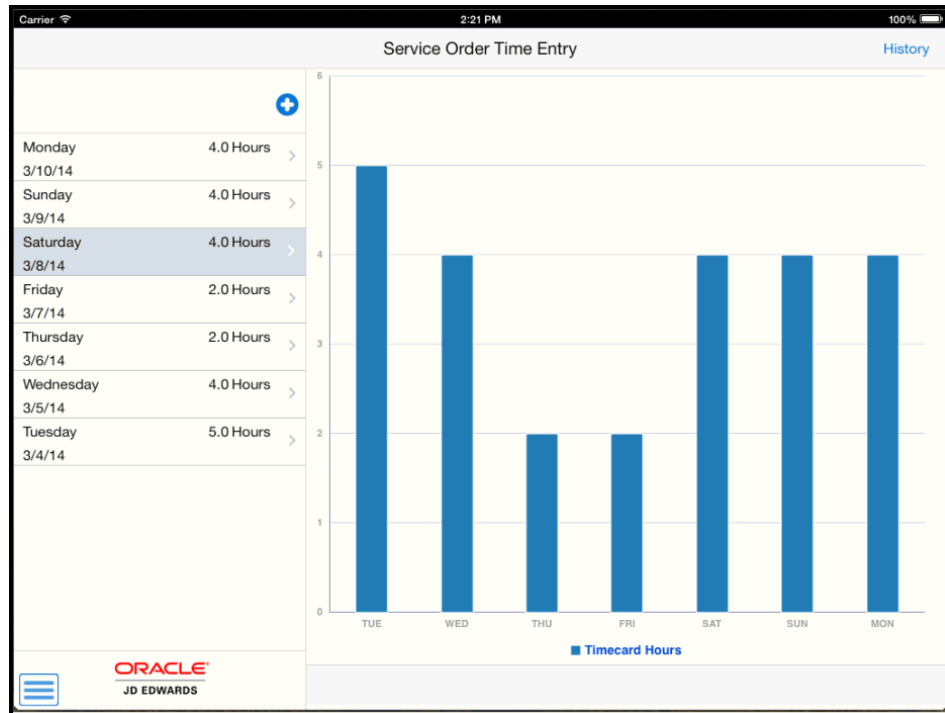 Carrier 2:21 PM 100%
Service Order Time Entry History
Monday 4.0 Hours
3/10/14
Sunday 4.0 Hours
3/9/14
Saturday 4.0 Hours
3/8/14
Friday 2.0 Hours
3/7/14
Thursday 2.0 Hours
3/6/14
Wednesday 4.0 Hours
3/5/14
Tuesday 5.0 Hours
3/4/14
ORACLE
JD EDWARDS
6
5
4
3
2
1
0
TUE WED THU FRI SAT SUN MON
Timecard Hours